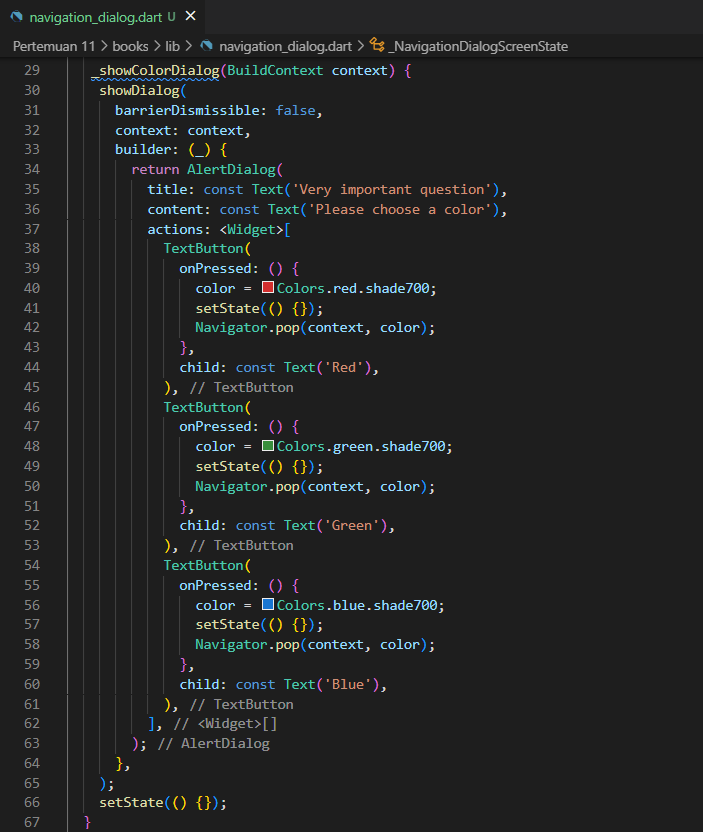 navigation_dialog.dart U ×
Pertemuan 11 > books > lib > navigation_dialog.dart > _NavigationDialogScreenState
29 _showColorDialog(BuildContext context) {
30 showDialog(
31 barrierDismissible: false,
32 context: context,
33 builder: (_) {
34 return AlertDialog(
35 title: const Text('Very important question'),
36 content: const Text('Please choose a color'),
37 actions: <Widget>[
38 TextButton(
39 onPressed: () {
40 color = Colors.red.shade700;
41 setState(() {});
42 Navigator.pop(context, color);
43 },
44 child: const Text('Red'),
45 ), // TextButton
46 TextButton(
47 onPressed: () {
48 color = Colors.green.shade700;
49 setState(() {});
50 Navigator.pop(context, color);
51 },
52 child: const Text('Green'),
53 ), // TextButton
54 TextButton(
55 onPressed: () {
56 color = Colors.blue.shade700;
57 setState(() {});
58 Navigator.pop(context, color);
59 },
60 child: const Text('Blue'),
61 ), // TextButton
62 ], // <Widget>[]
63 ); // AlertDialog
64 },
65 );
66 setState(() {});
67 }